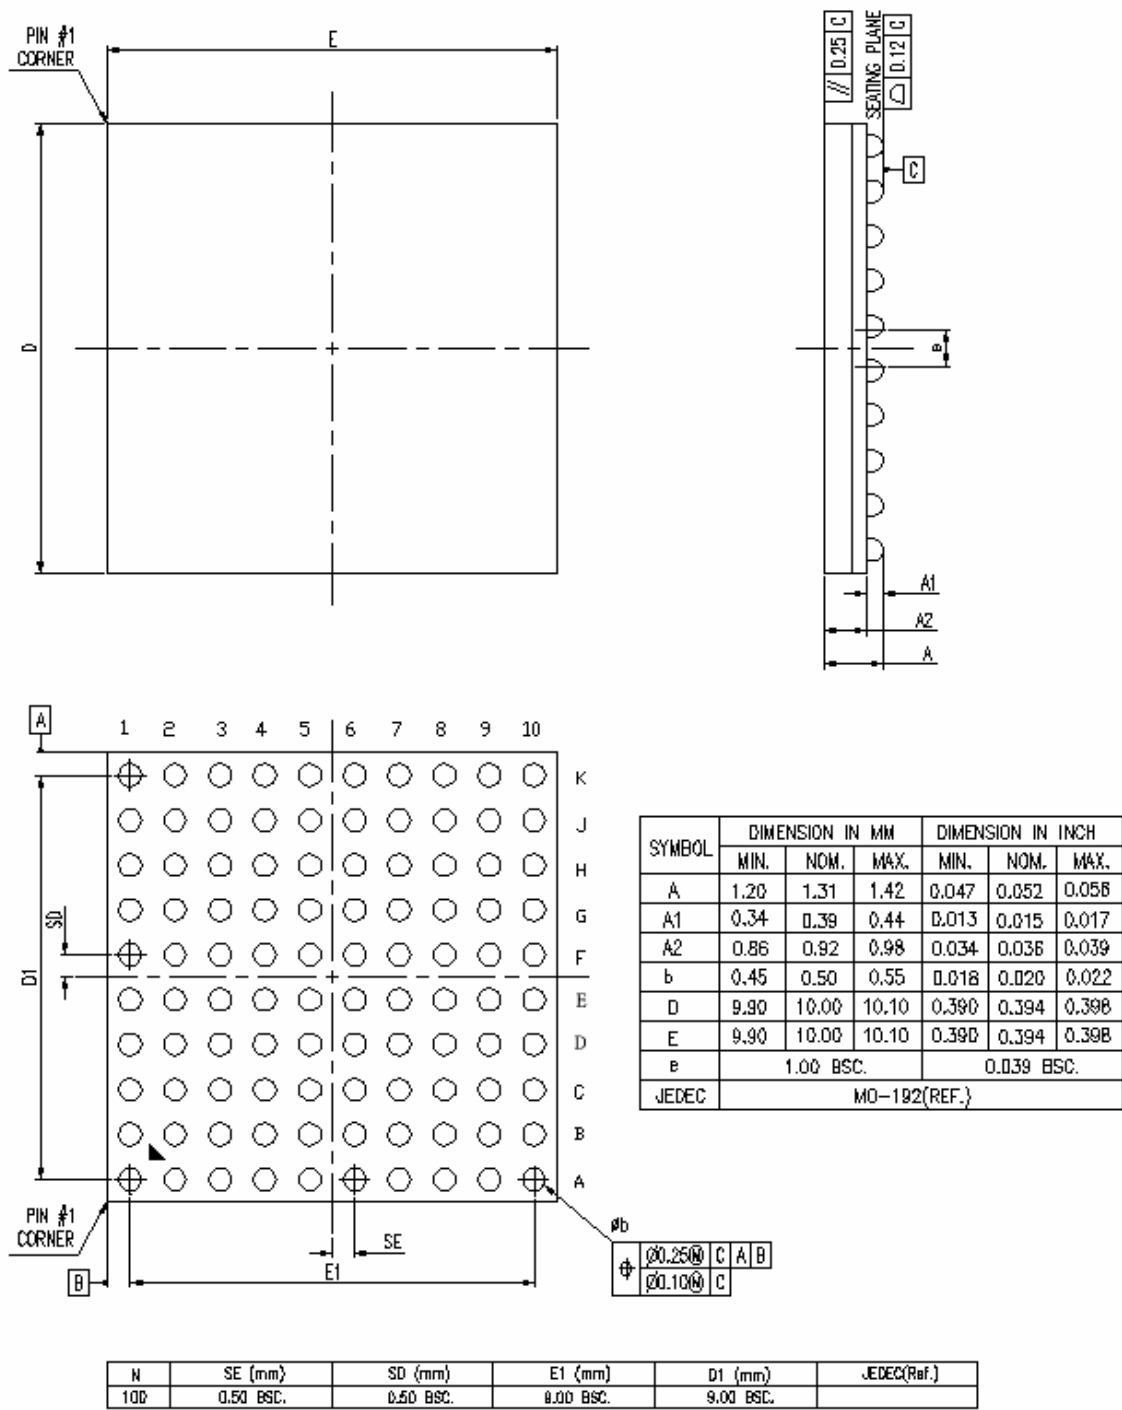 PIN #1
CORNER
E
D
// 0.25 C
SEATING PLANE
0.12 C
C
e
A1
A2
A
A
1 2 3 4 5 6 7 8 9 10
K
J
H
G
F
E
D
C
B
A
SD
D1
PIN #1
CORNER
SE
E1
B
Øb
Ø0.25Ⓜ C A B
Ø0.10Ⓜ C
SYMBOL DIMENSION IN MM DIMENSION IN INCH
MIN. NOM. MAX. MIN. NOM. MAX.
A 1.20 1.31 1.42 0.047 0.052 0.056
A1 0.34 0.39 0.44 0.013 0.015 0.017
A2 0.86 0.92 0.98 0.034 0.036 0.039
b 0.45 0.50 0.55 0.018 0.020 0.022
D 9.90 10.00 10.10 0.390 0.394 0.398
E 9.90 10.00 10.10 0.390 0.394 0.398
e 1.00 BSC. 0.039 BSC.
JEDEC MO-192(REF.)
N SE (mm) SD (mm) E1 (mm) D1 (mm) JEDEC(Ref.)
100 0.50 BSC. 0.50 BSC. 9.00 BSC. 9.00 BSC.